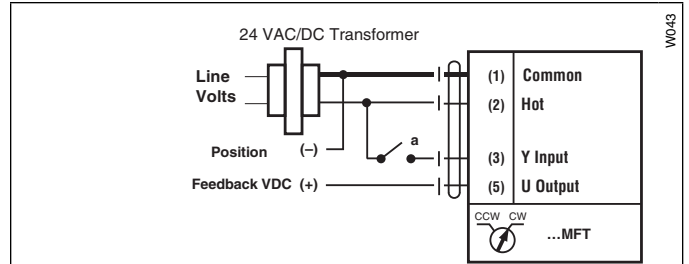 W043
24 VAC/DC Transformer
Line
Volts
(1) Common
(2) Hot
a
Position (–)
(3) Y Input
Feedback VDC (+)
(5) U Output
CCW CW
...MFT